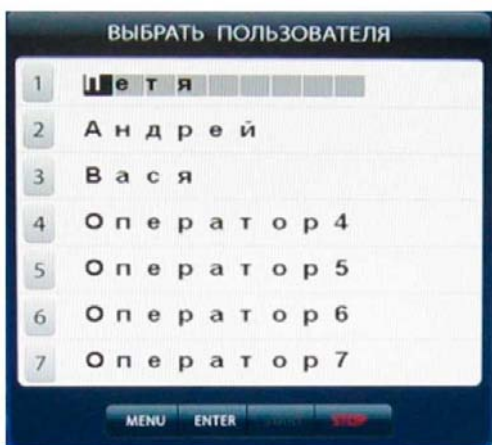 ВЫБРАТЬ ПОЛЬЗОВАТЕЛЯ
1 Петя
2 Андрей
3 Вася
4 Оператор4
5 Оператор5
6 Оператор6
7 Оператор7
MENU ENTER START STOP